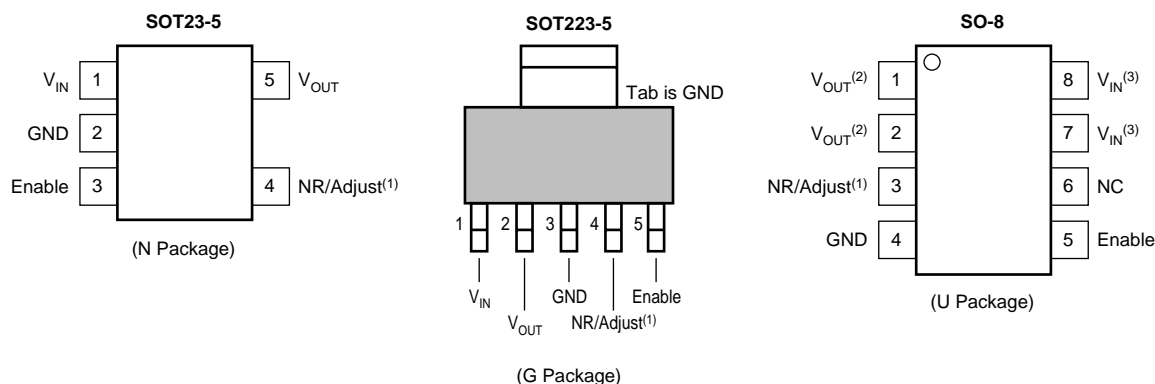 SOT23-5
V_IN 1
5 V_OUT
GND 2
Enable 3
4 NR/Adjust(1)
(N Package)
SOT223-5
Tab is GND
1 2 3 4 5
V_IN GND Enable
V_OUT NR/Adjust(1)
(G Package)
SO-8
V_OUT(2) 1
8 V_IN(3)
V_OUT(2) 2
7 V_IN(3)
NR/Adjust(1) 3
6 NC
GND 4
5 Enable
(U Package)